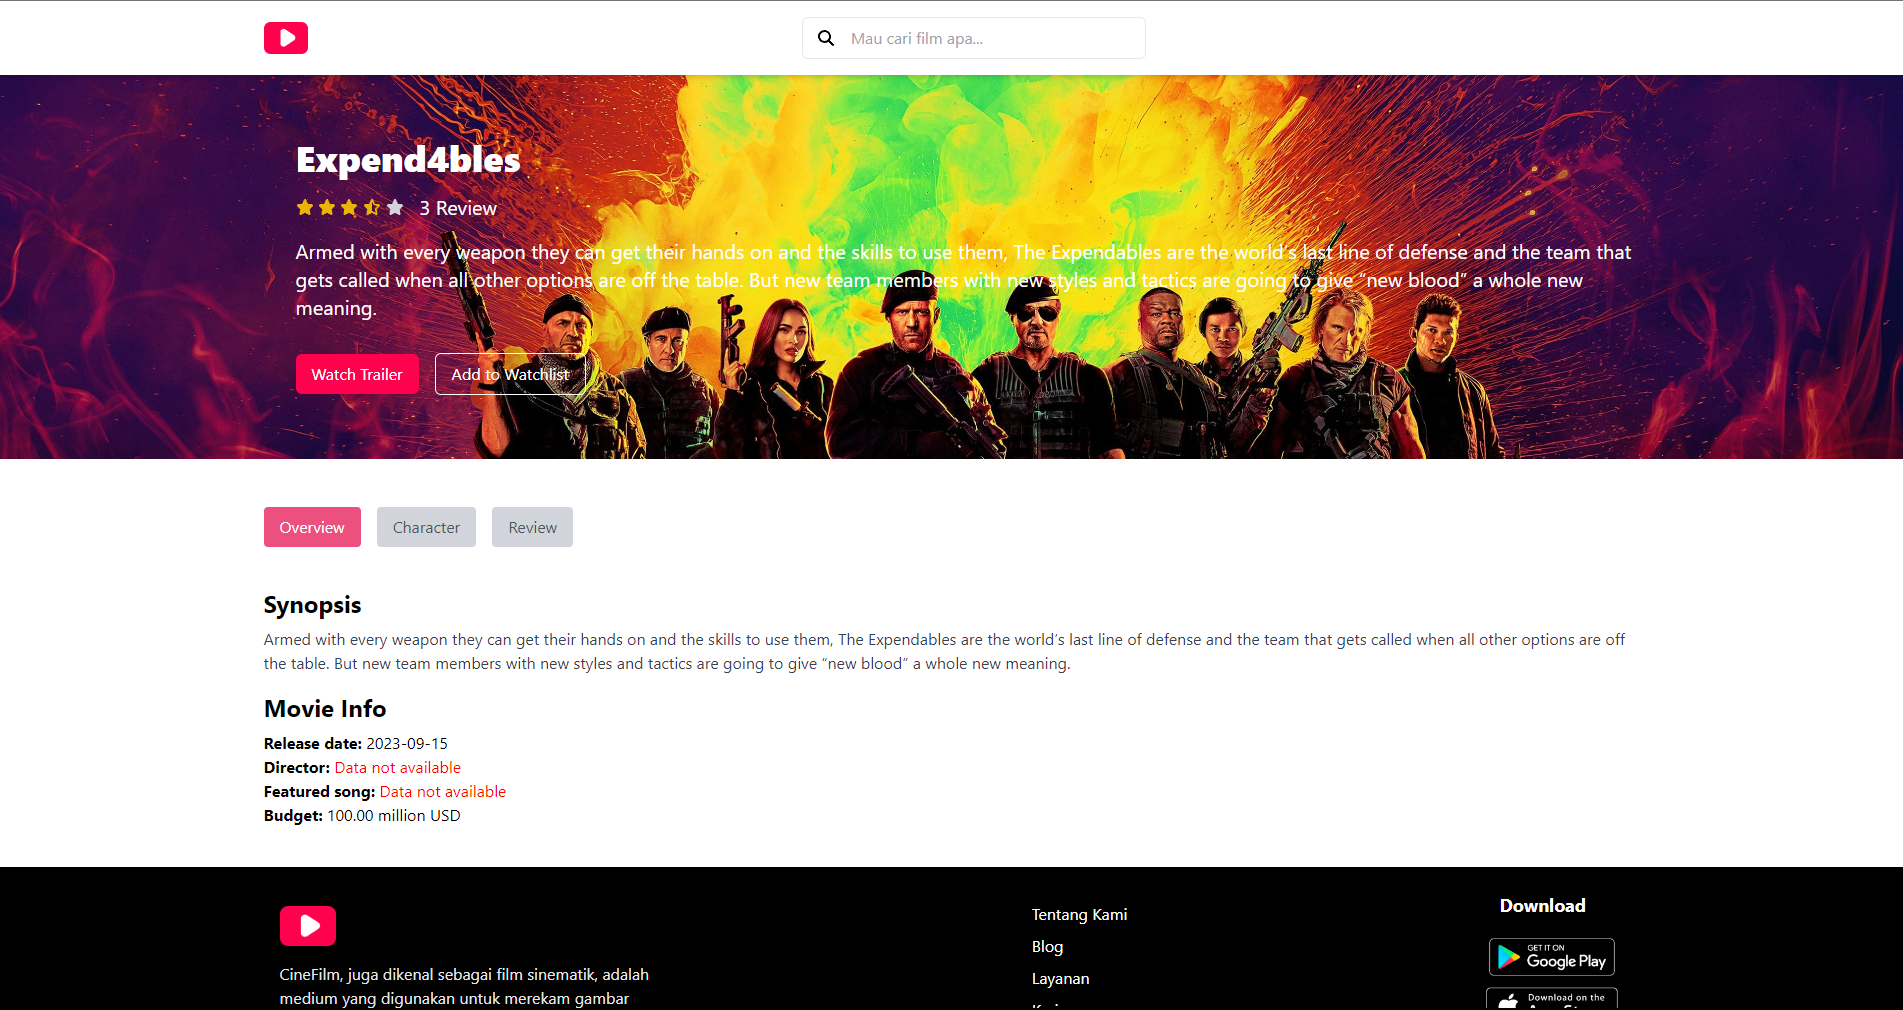 Mau cari film apa...
Expend4bles
3 Review
Armed with every weapon they can get their hands on and the skills to use them, The Expendables are the world's last line of defense and the team that
gets called when all other options are off the table. But new team members with new styles and tactics are going to give “new blood” a whole new
meaning.
Watch Trailer
Add to Watchlist
Overview
Character
Review
Synopsis
Armed with every weapon they can get their hands on and the skills to use them, The Expendables are the world's last line of defense and the team that gets called when all other options are off
the table. But new team members with new styles and tactics are going to give “new blood” a whole new meaning.
Movie Info
Release date: 2023-09-15
Director: Data not available
Featured song: Data not available
Budget: 100.00 million USD
CineFilm, juga dikenal sebagai film sinematik, adalah
medium yang digunakan untuk merekam gambar
Tentang Kami
Blog
Layanan
Download
GET IT ON
Google Play
Download on the